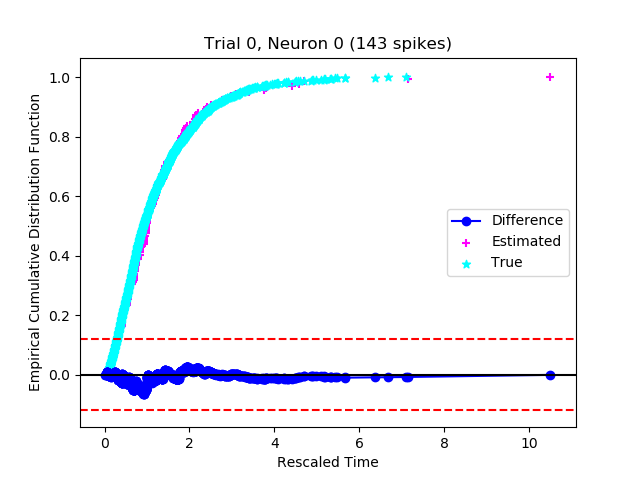 Trial 0, Neuron 0 (143 spikes)
Empirical Cumulative Distribution Function
1.0
0.8
0.6
0.4
0.2
0.0
Difference
Estimated
True
0 2 4 6 8 10
Rescaled Time